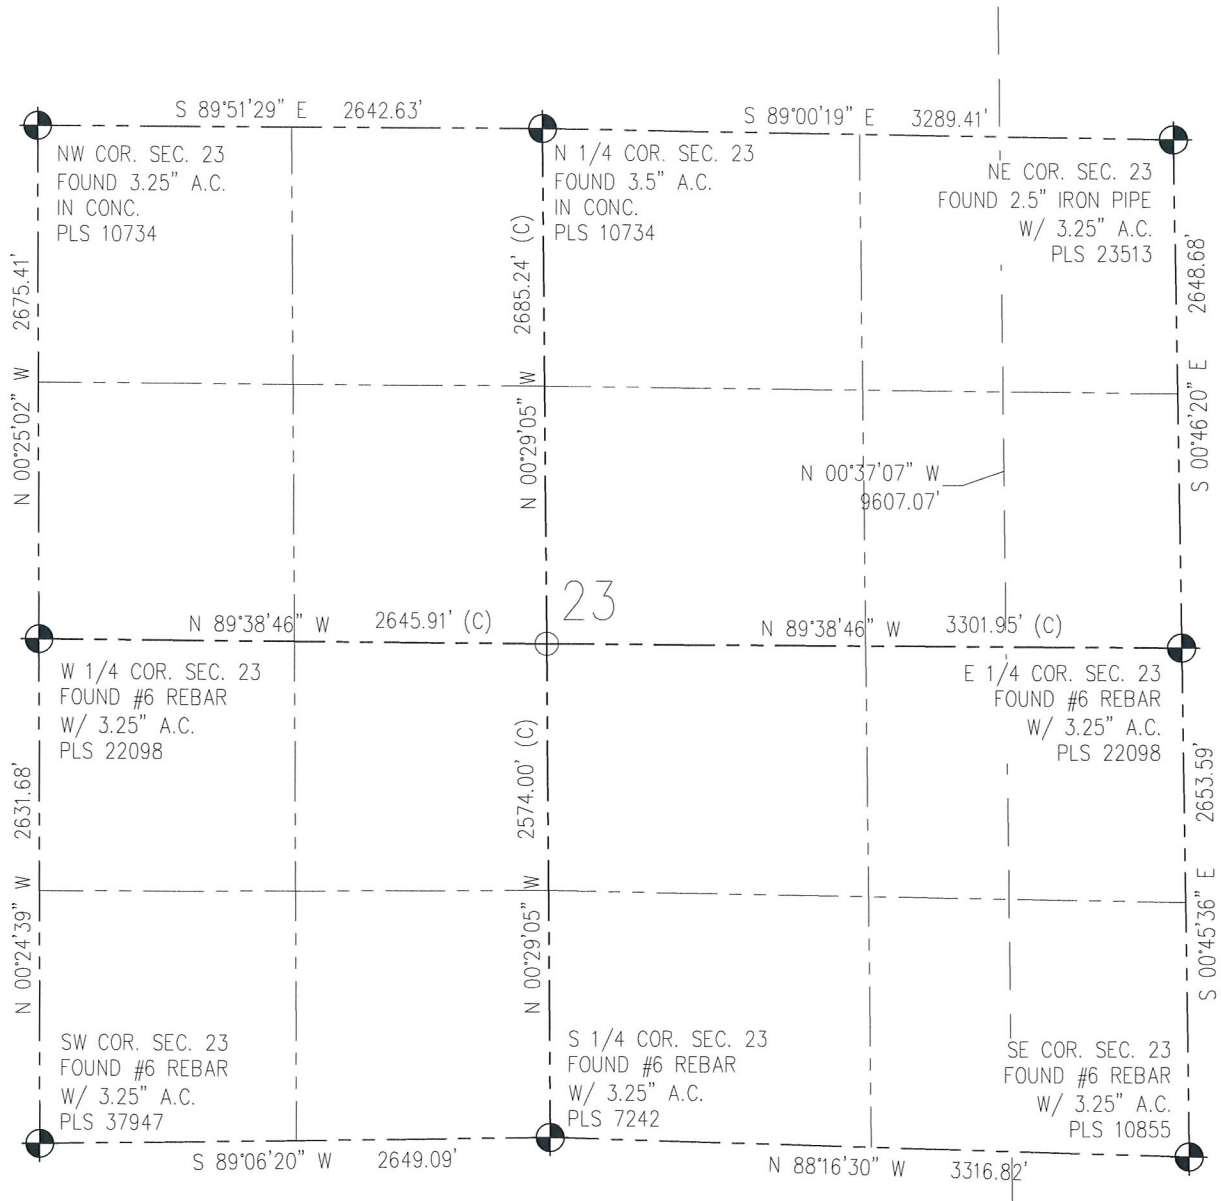 S 89°51'29" E 2642.63'
S 89°00'19" E 3289.41'
NW COR. SEC. 23
FOUND 3.25" A.C.
IN CONC.
PLS 10734
N 1/4 COR. SEC. 23
FOUND 3.5" A.C.
IN CONC.
PLS 10734
NE COR. SEC. 23
FOUND 2.5" IRON PIPE
W/ 3.25" A.C.
PLS 23513
N 00°25'02" W 2675.41'
N 00°29'05" W 2685.24' (C)
S 00°46'20" E 2648.68'
N 00°37'07" W
9607.07'
23
N 89°38'46" W 2645.91' (C)
N 89°38'46" W 3301.95' (C)
W 1/4 COR. SEC. 23
FOUND #6 REBAR
W/ 3.25" A.C.
PLS 22098
E 1/4 COR. SEC. 23
FOUND #6 REBAR
W/ 3.25" A.C.
PLS 22098
N 00°24'39" W 2631.68'
N 00°29'05" W 2574.00' (C)
S 00°45'36" E 2653.59'
SW COR. SEC. 23
FOUND #6 REBAR
W/ 3.25" A.C.
PLS 37947
S 1/4 COR. SEC. 23
FOUND #6 REBAR
W/ 3.25" A.C.
PLS 7242
SE COR. SEC. 23
FOUND #6 REBAR
W/ 3.25" A.C.
PLS 10855
S 89°06'20" W 2649.09'
N 88°16'30" W 3316.82'